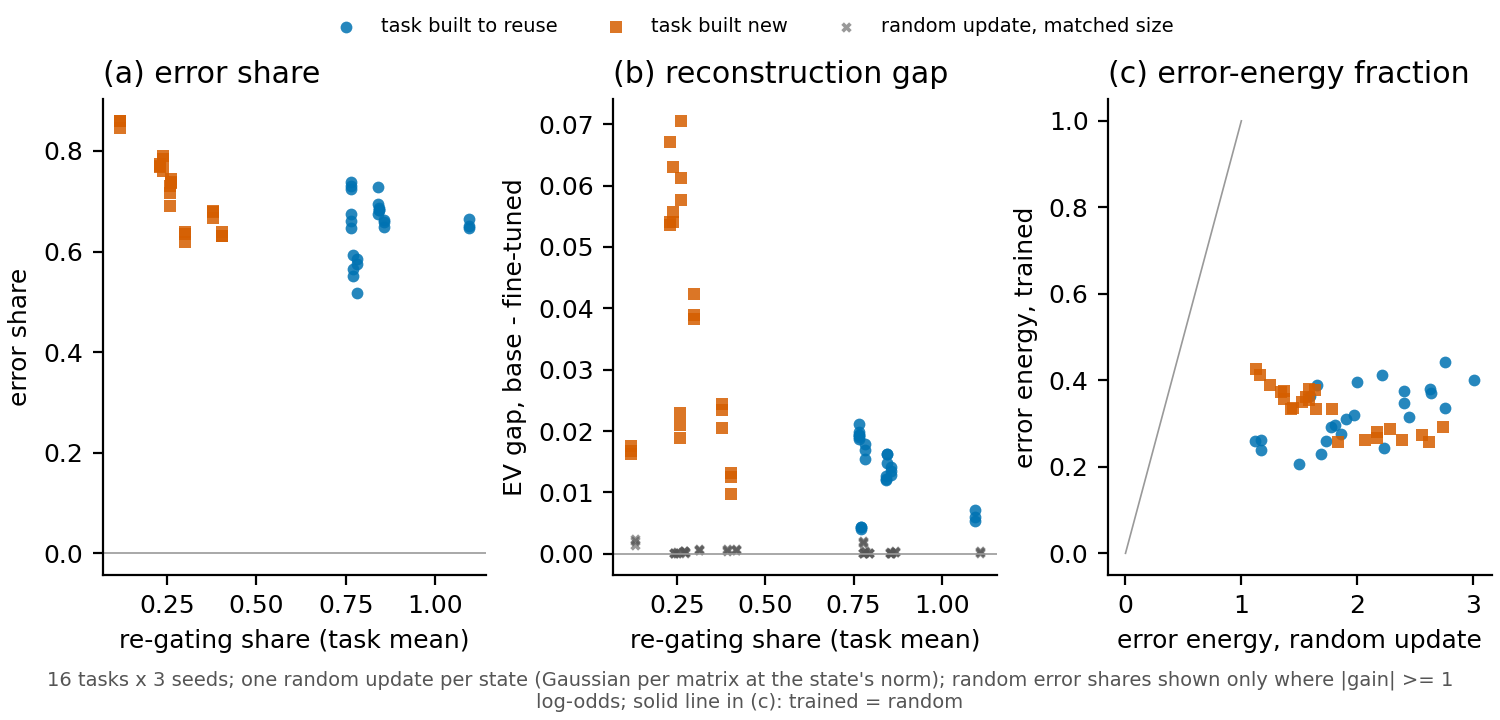 task built to reuse
task built new
random update, matched size
(a) error share
(b) reconstruction gap
(c) error-energy fraction
error share
0.8
0.6
0.4
0.2
0.0
0.25
0.50
0.75
1.00
re-gating share (task mean)
EV gap, base - fine-tuned
0.07
0.06
0.05
0.04
0.03
0.02
0.01
0.00
0.25
0.50
0.75
1.00
re-gating share (task mean)
error energy, trained
1.0
0.8
0.6
0.4
0.2
0.0
0
1
2
3
error energy, random update
16 tasks x 3 seeds; one random update per state (Gaussian per matrix at the state's norm); random error shares shown only where |gain| >= 1
log-odds; solid line in (c): trained = random